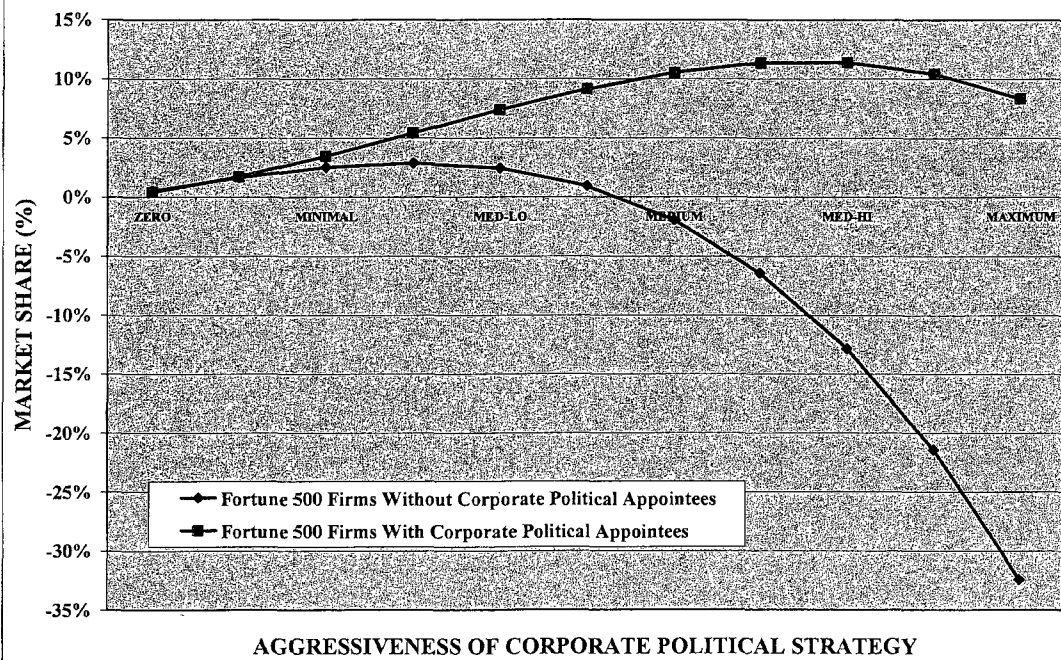 15%
10%
5%
0%
-5%
-10%
-15%
-20%
-25%
-30%
-35%
MARKET SHARE (%)
ZERO MINIMAL MED-LO MEDIUM MED-HI MAXIMUM
Fortune 500 Firms Without Corporate Political Appointees
Fortune 500 Firms With Corporate Political Appointees
AGGRESSIVENESS OF CORPORATE POLITICAL STRATEGY